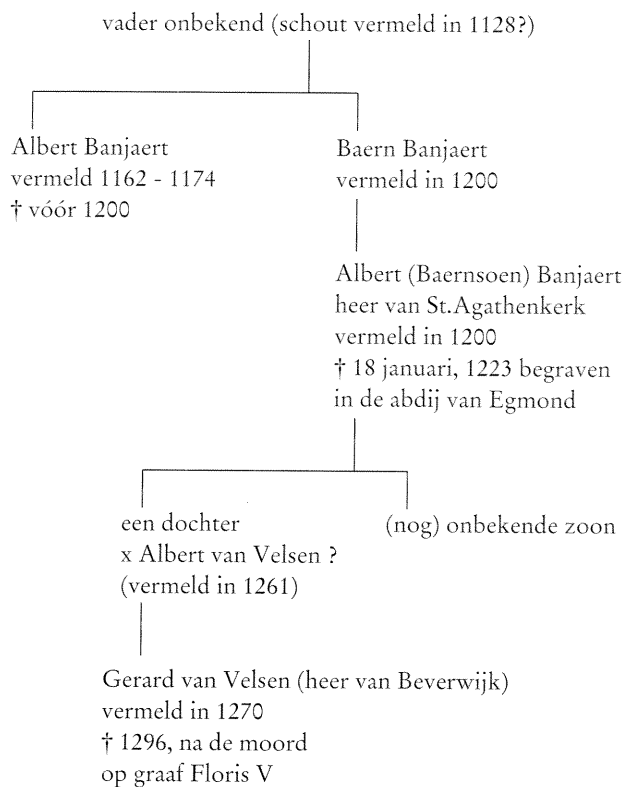 vader onbekend (schout vermeld in 1128?)
Albert Banjaert
vermeld 1162 - 1174
† vóór 1200
Baern Banjaert
vermeld in 1200
Albert (Baernsoen) Banjaert
heer van St.Agathenkerk
vermeld in 1200
† 18 januari, 1223 begraven
in de abdij van Egmond
een dochter
x Albert van Velsen ?
(vermeld in 1261)
(nog) onbekende zoon
Gerard van Velsen (heer van Beverwijk)
vermeld in 1270
† 1296, na de moord
op graaf Floris V